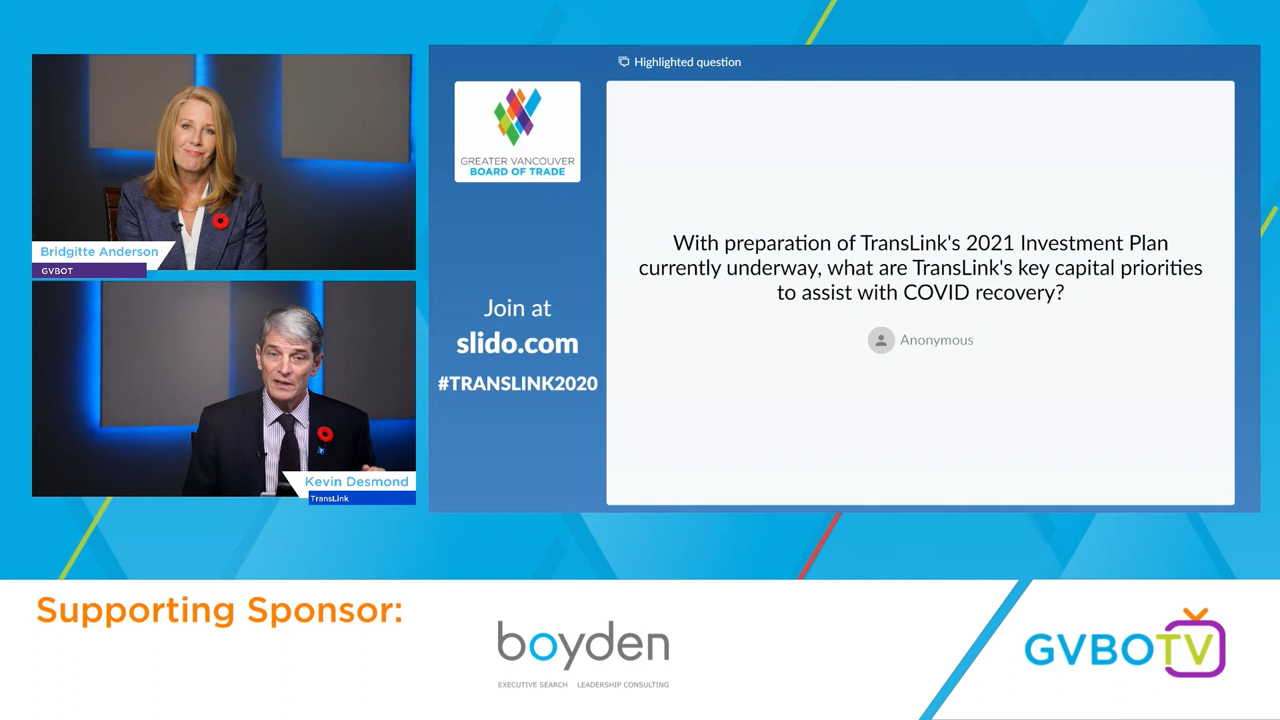 Bridgitte Anderson
GVBOT
Kevin Desmond
TransLink
Highlighted question
GREATER VANCOUVER
BOARD OF TRADE
Join at
slido.com
#TRANSLINK2020
With preparation of TransLink's 2021 Investment Plan
currently underway, what are TransLink's key capital priorities
to assist with COVID recovery?
Anonymous
Supporting Sponsor:
boyden
EXECUTIVE SEARCH LEADERSHIP CONSULTING
GVBOTV